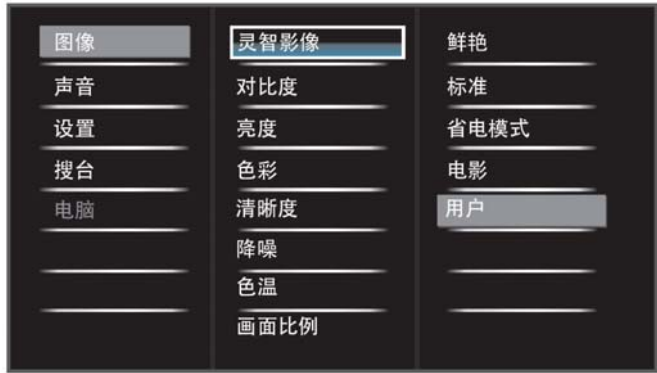 图像
声音
设置
搜台
电脑
灵智影像
对比度
亮度
色彩
清晰度
降噪
色温
画面比例
鲜艳
标准
省电模式
电影
用户